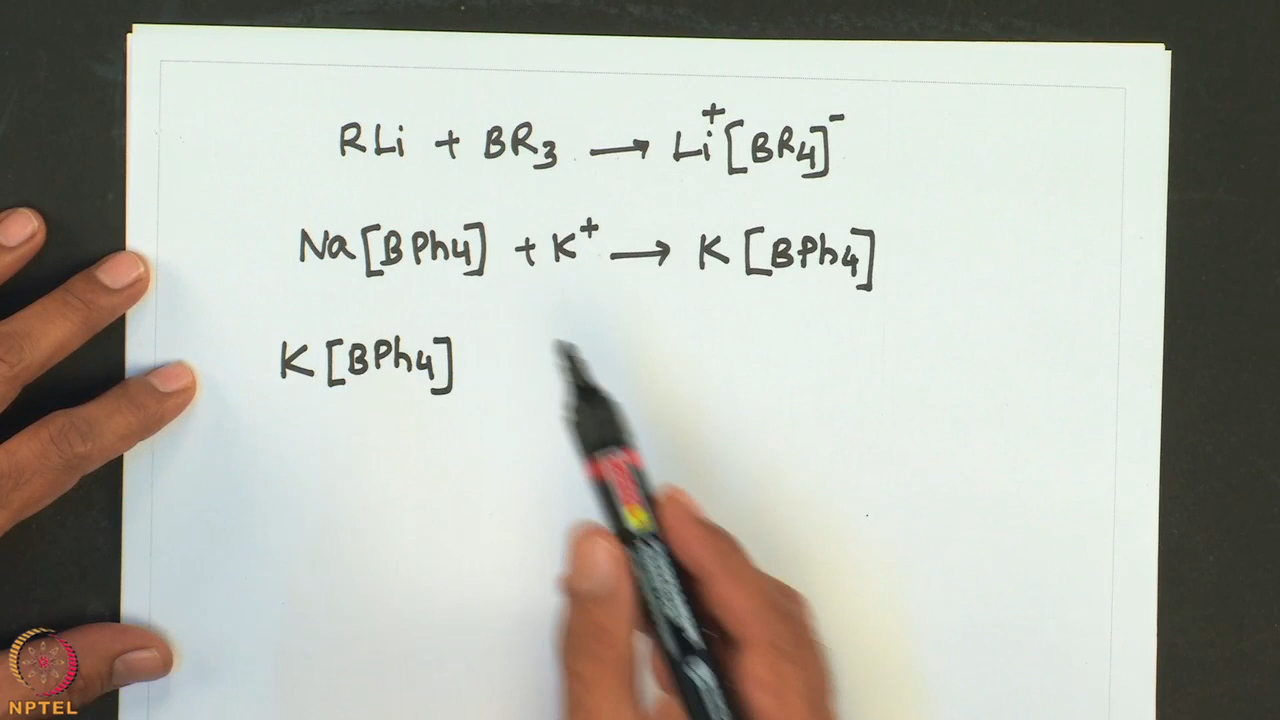 RLi + BR₃ → Li⁺[BR₄]⁻
Na[BPh₄] + K⁺ → K[BPh₄]
K[BPh₄]
NPTEL